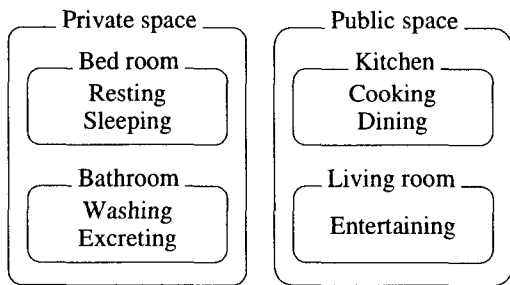 Private space
Bed room
Resting
Sleeping
Bathroom
Washing
Excreting
Public space
Kitchen
Cooking
Dining
Living room
Entertaining